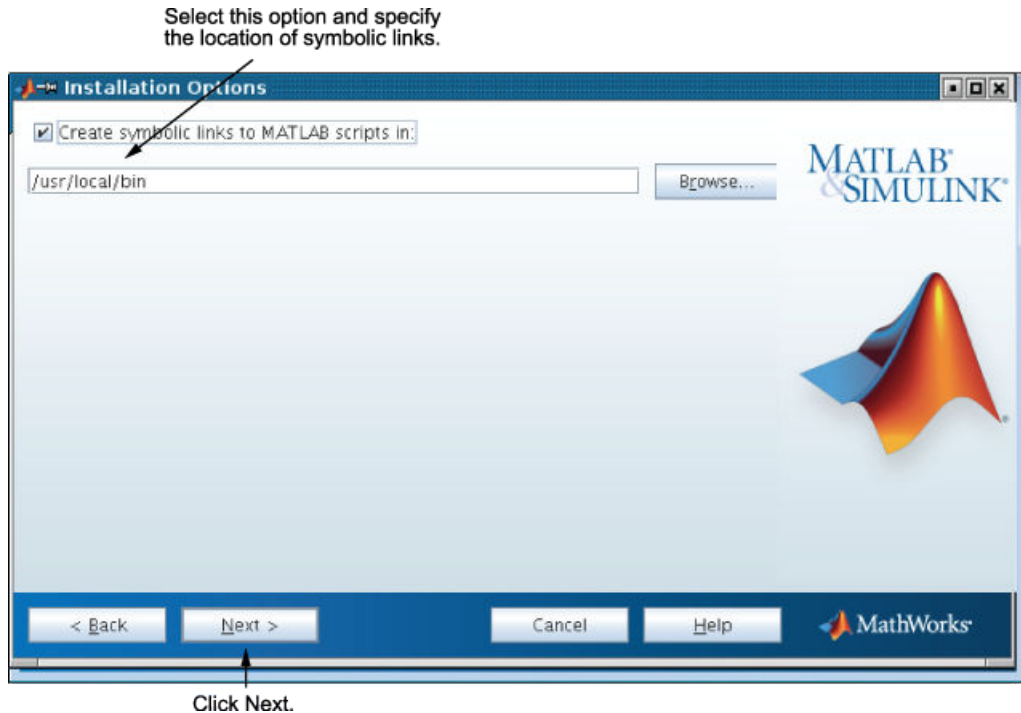 Select this option and specify
the location of symbolic links.
Installation Options
Create symbolic links to MATLAB scripts in:
/usr/local/bin
Browse...
MATLAB®
&SIMULINK®
< Back
Next >
Cancel
Help
MathWorks®
Click Next.